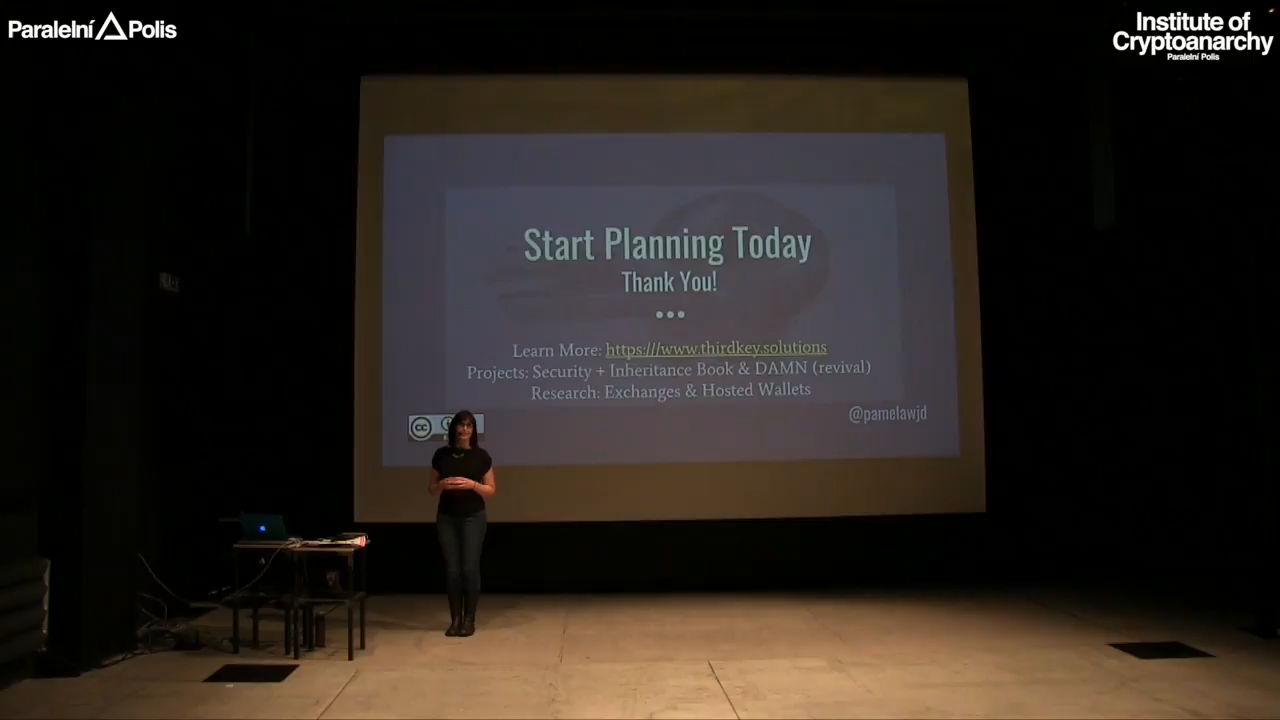 Paralelní Polis
Institute of
Cryptoanarchy
Paralelní Polis
Start Planning Today
Thank You!
Learn More: https:///www.thirdkey.solutions
Projects: Security + Inheritance Book & DAMN (revival)
Research: Exchanges & Hosted Wallets
@pamelawjd
cc